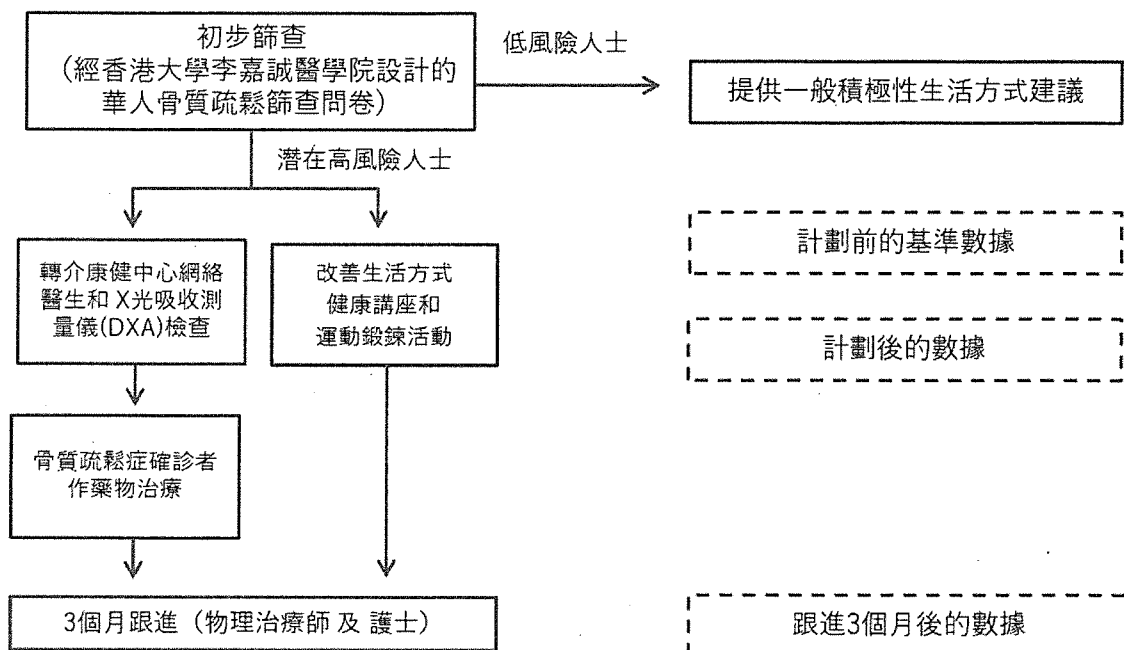 初步篩查
（經香港大學李嘉誠醫學院設計的
華人骨質疏鬆篩查問卷）
低風險人士
提供一般積極性生活方式建議
潛在高風險人士
轉介康健中心網絡
醫生和 X光吸收測
量儀(DXA)檢查
改善生活方式
健康講座和
運動鍛鍊活動
計劃前的基準數據
計劃後的數據
骨質疏鬆症確診者
作藥物治療
3個月跟進（物理治療師 及 護士）
跟進3個月後的數據